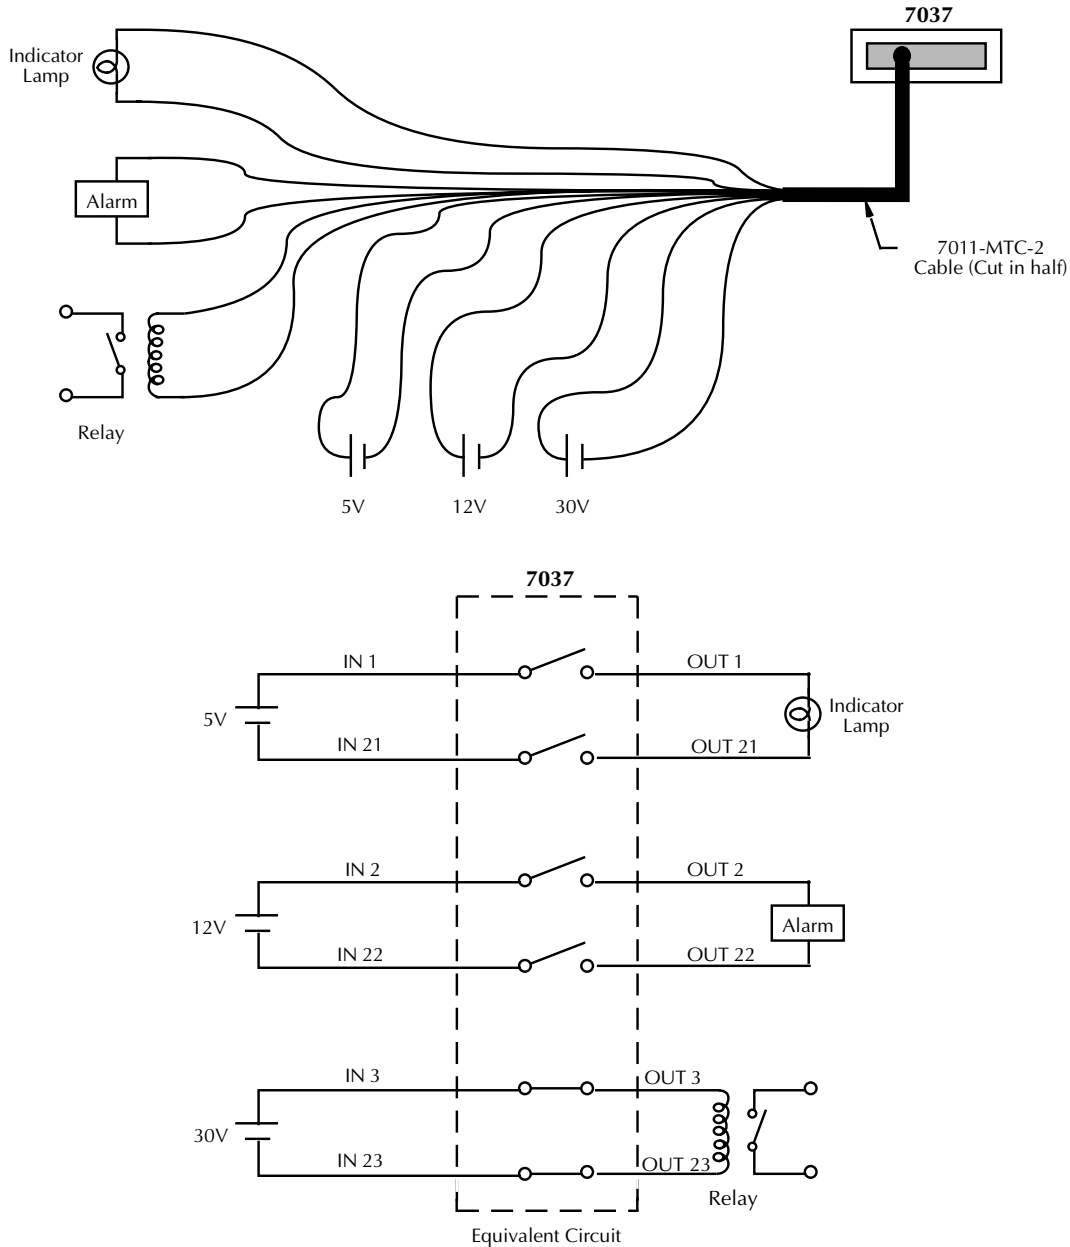 7037
Indicator
Lamp
Alarm
7011-MTC-2
Cable (Cut in half)
Relay
5V
12V
30V
7037
IN 1
OUT 1
5V
Indicator
Lamp
IN 21
OUT 21
IN 2
OUT 2
12V
Alarm
IN 22
OUT 22
IN 3
OUT 3
30V
IN 23
OUT 23
Relay
Equivalent Circuit